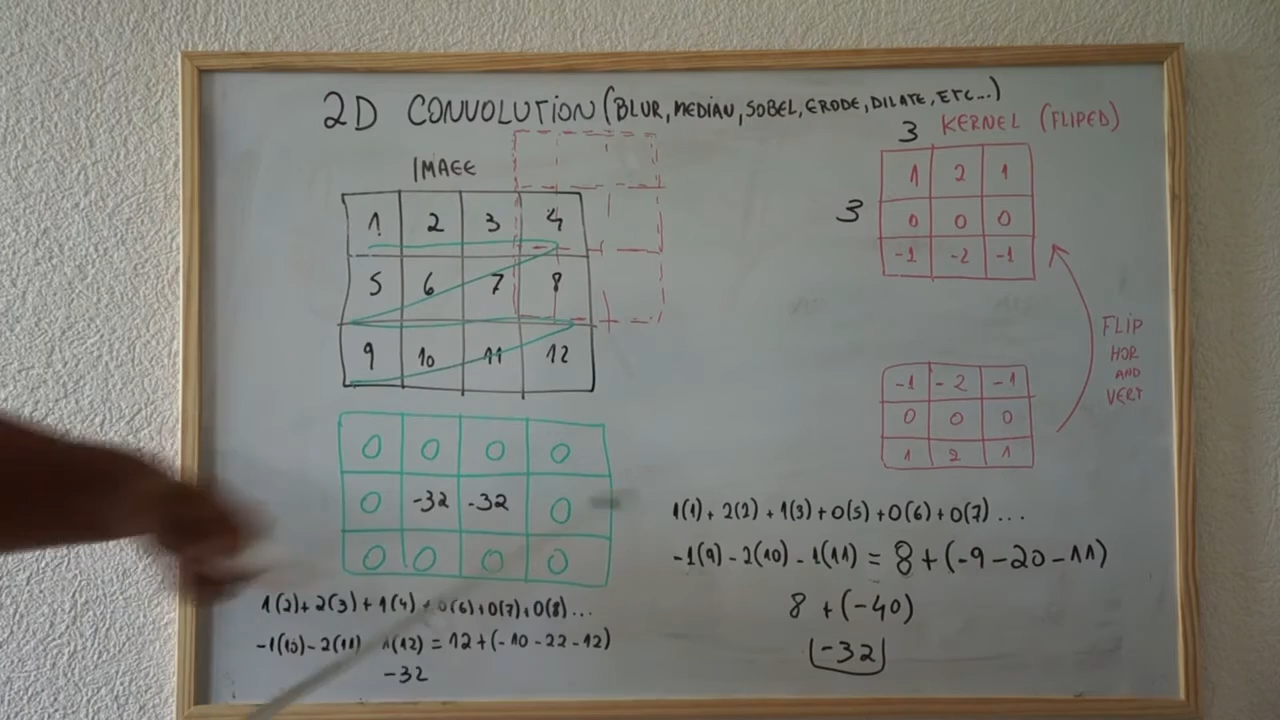 2D CONVOLUTION (BLUR, MEDIAN, SOBEL, ERODE, DILATE, ETC...)
IMAGE
1 2 3 4
5 6 7 8
9 10 11 12
3 KERNEL (FLIPED)
3
1 2 1
0 0 0
-1 -2 -1
FLIP
HOR
AND
VERT
-1 -2 -1
0 0 0
1 2 1
0 0 0 0
0 -32 -32 0
0 0 0 0
1(2)+2(3)+1(4)+0(6)+0(7)+0(8)...
-1(10)-2(11) 1(12) = 12+(-10-22-12)
-32
1(1)+2(2)+1(3)+0(5)+0(6)+0(7)...
-1(9)-2(10)-1(11) = 8+(-9-20-11)
8+(-40)
-32